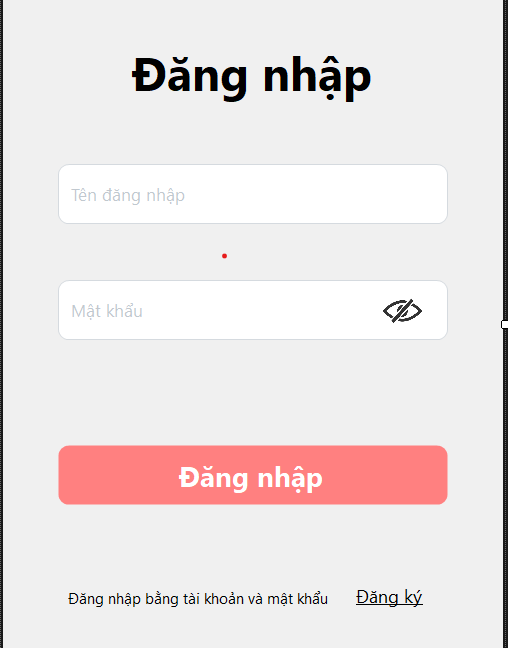 Đăng nhập
Tên đăng nhập
Mật khẩu
Đăng nhập
Đăng nhập bằng tài khoản và mật khẩu Đăng ký